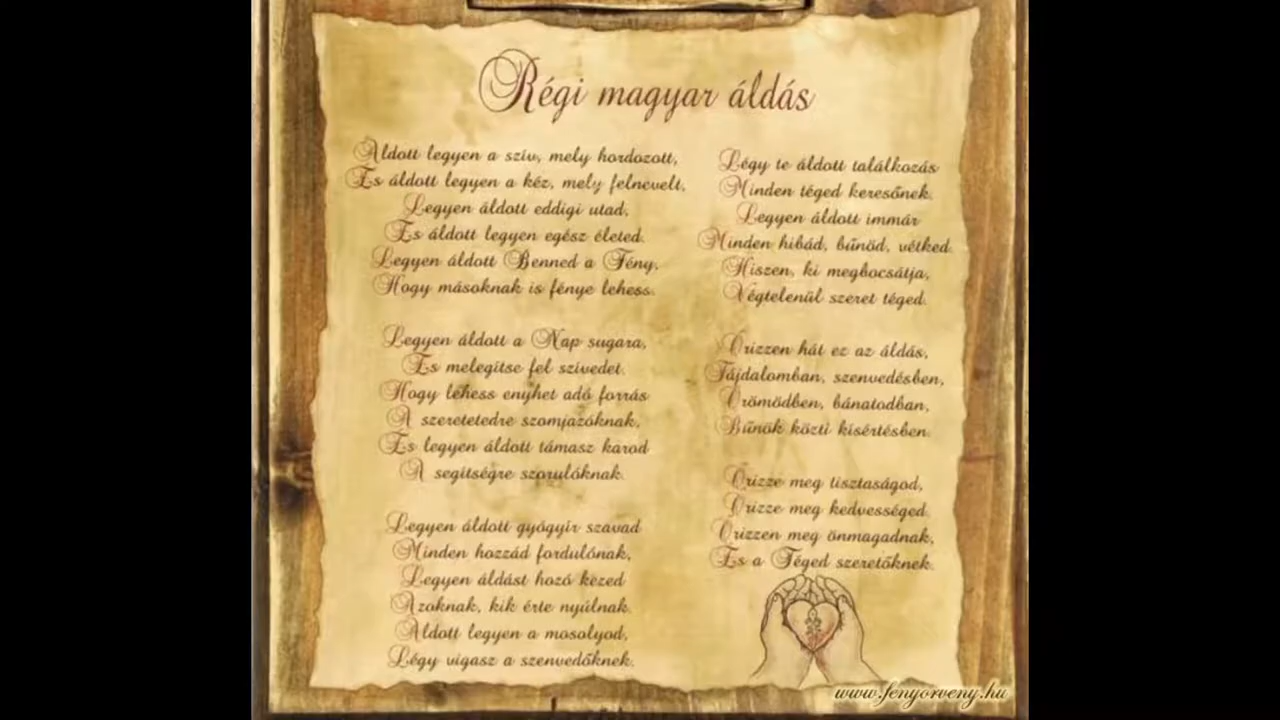 Régi magyar áldás
Áldott legyen a szív, mely hordozott,
És áldott legyen a kéz, mely felnevelt,
Legyen áldott eddigi utad,
És áldott legyen egész életed.
Legyen áldott Benned a Fény,
Hogy másoknak is fénye lehess.
Legyen áldott a Nap sugara,
És melegítse fel szívedet.
Hogy lehess enyhet adó forrás
A szeretetedre szomjazóknak,
És legyen áldott támasz karod
A segítségre szorulóknak.
Legyen áldott gyógyír szavad
Minden hozzád fordulónak,
Legyen áldást hozó kezed
Azoknak, kik érte nyúlnak.
Áldott legyen a mosolyod,
Légy vigasz a szenvedőknek.
Légy te áldott találkozás
Minden téged keresőnek.
Legyen áldott immár
Minden hibád, bűnöd, vétked.
Hiszen, ki megbocsátja,
Végtelenül szeret téged.
Őrizzen hát ez az áldás,
Fájdalomban, szenvedésben,
Örömödben, bánatodban,
Bűnök közti kísértésben.
Őrizze meg tisztaságod,
Őrizze meg kedvességed.
Őrizzen meg önmagadnak,
És a Téged szeretőknek.
www.fenyorveny.hu